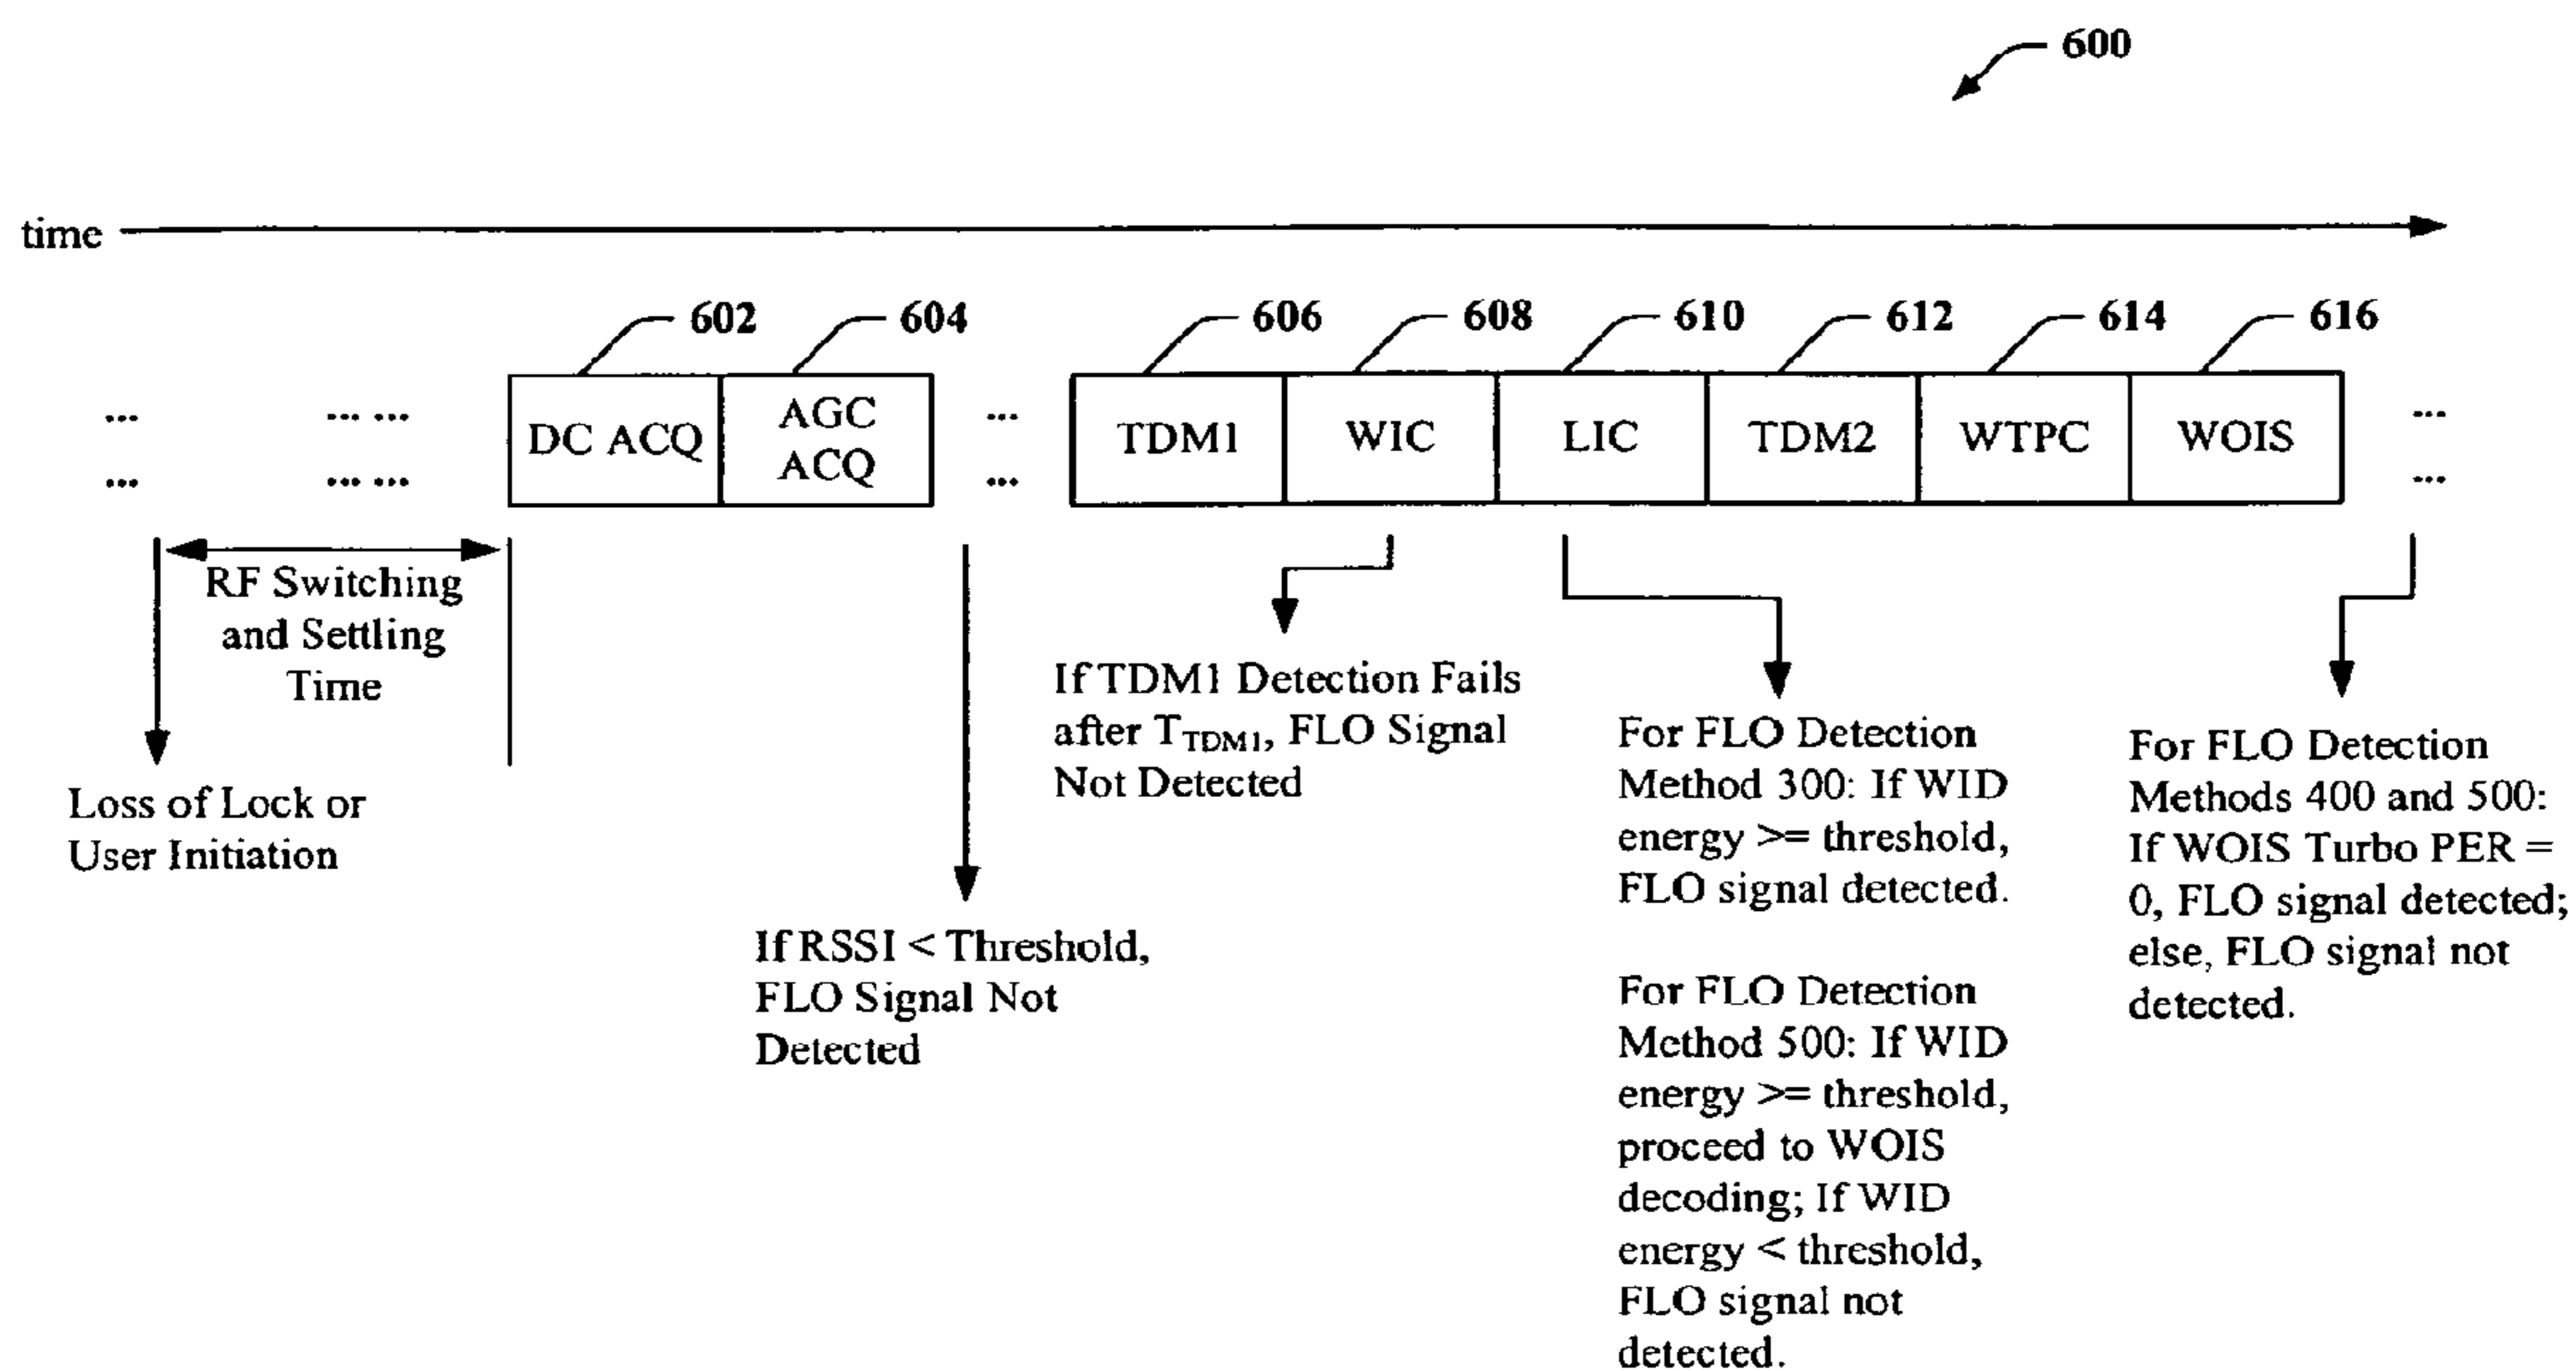 600
time
602
604
606
608
610
612
614
616
... ... ... DC ACQ AGC ACQ ... TDM1 WIC LIC TDM2 WTPC WOIS ...
... ... ... ... ...
RF Switching
and Settling
Time
Loss of Lock or
User Initiation
If RSSI < Threshold,
FLO Signal Not
Detected
If TDM1 Detection Fails
after T_TDM1, FLO Signal
Not Detected
For FLO Detection
Method 300: If WID
energy >= threshold,
FLO signal detected.
For FLO Detection
Method 500: If WID
energy >= threshold,
proceed to WOIS
decoding; If WID
energy < threshold,
FLO signal not
detected.
For FLO Detection
Methods 400 and 500:
If WOIS Turbo PER =
0, FLO signal detected;
else, FLO signal not
detected.